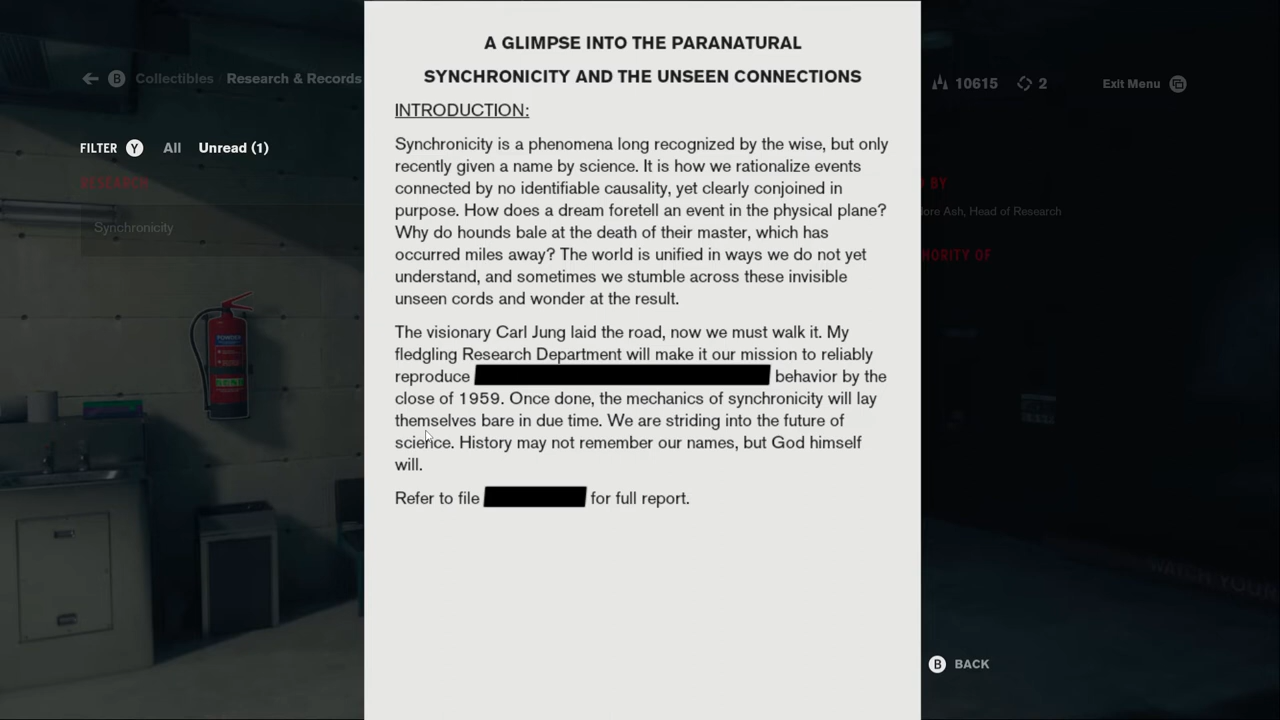 A GLIMPSE INTO THE PARANATURAL
SYNCHRONICITY AND THE UNSEEN CONNECTIONS
INTRODUCTION:
Synchronicity is a phenomena long recognized by the wise, but only
recently given a name by science. It is how we rationalize events
connected by no identifiable causality, yet clearly conjoined in
purpose. How does a dream foretell an event in the physical plane?
Why do hounds bale at the death of their master, which has
occurred miles away? The world is unified in ways we do not yet
understand, and sometimes we stumble across these invisible
unseen cords and wonder at the result.
The visionary Carl Jung laid the road, now we must walk it. My
fledgling Research Department will make it our mission to reliably
reproduce behavior by the
close of 1959. Once done, the mechanics of synchronicity will lay
themselves bare in due time. We are striding into the future of
science. History may not remember our names, but God himself
will.
Refer to file for full report.
B Collectibles Research & Records
10615 2 Exit Menu
FILTER Y All Unread (1)
RESEARCH
Synchronicity
BY
Ash, Head of Research
OF
B BACK